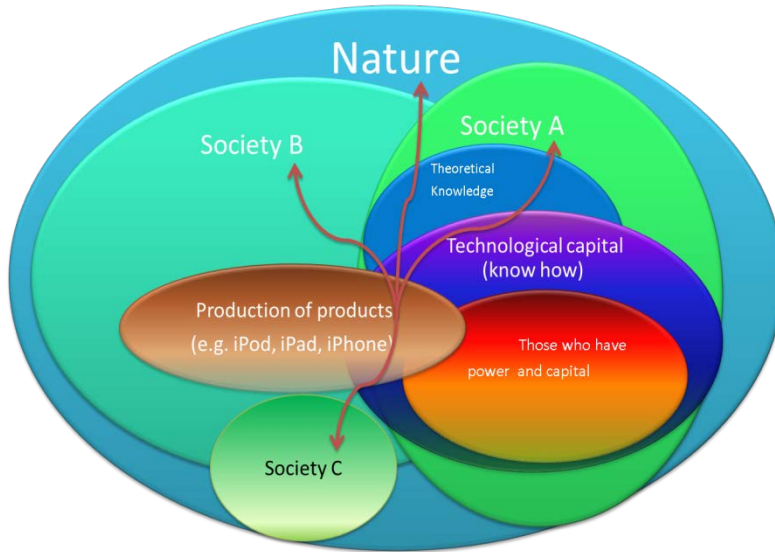 Nature
Society A
Society B
Theoretical
Knowledge
Technological capital
(know how)
Production of products
(e.g. iPod, iPad, iPhone)
Those who have
power and capital
Society C